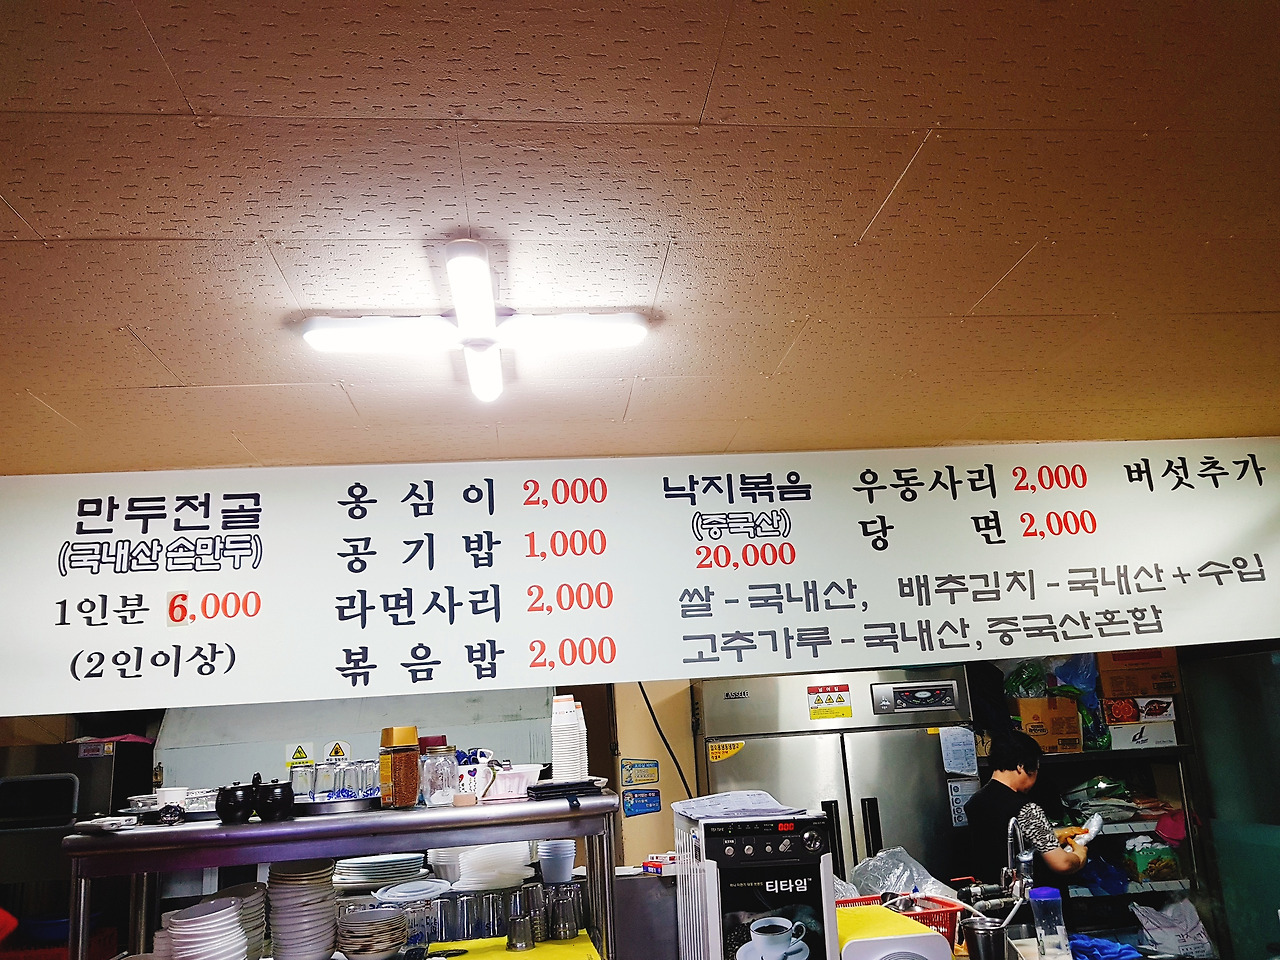 만두전골
(국내산 손만두)
1인분 6,000
(2인이상)
옹심이 2,000
공기밥 1,000
라면사리 2,000
볶음밥 2,000
낙지볶음
(중국산)
20,000
우동사리 2,000
당면 2,000
버섯추가
쌀 - 국내산, 배추김치 - 국내산 + 수입
고추가루 - 국내산, 중국산혼합
티타임